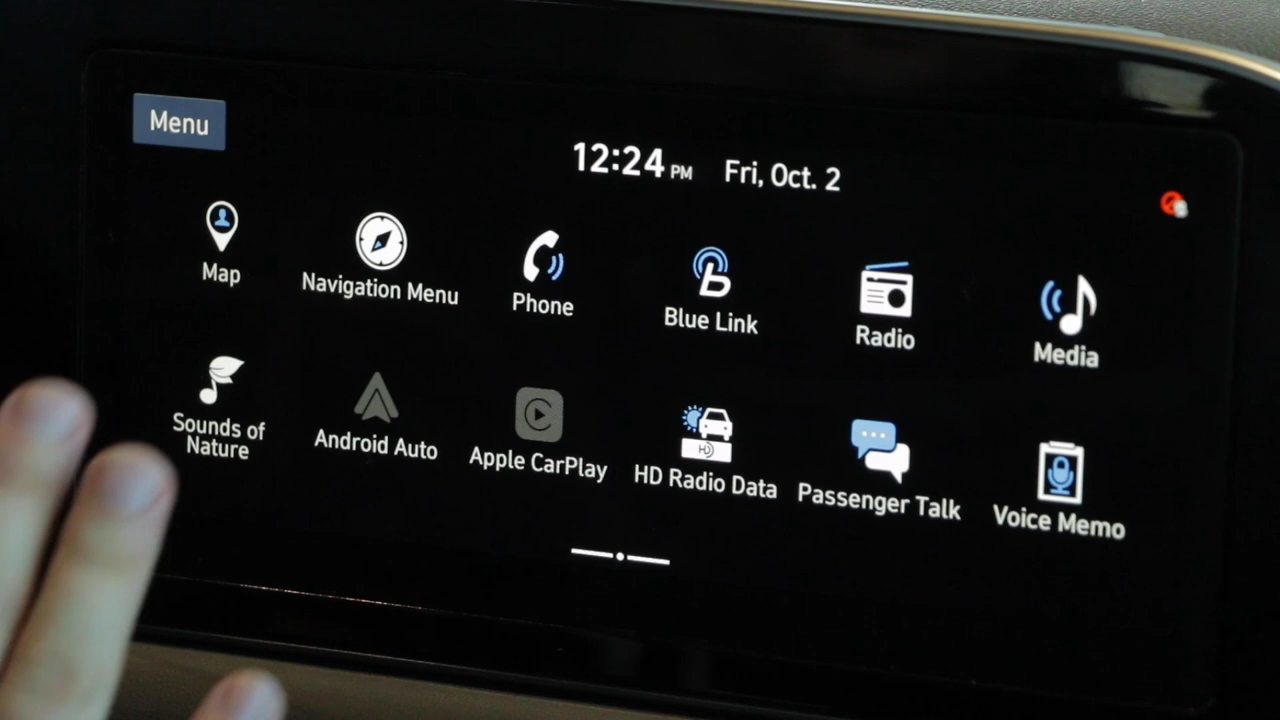 Menu
12:24 PM Fri, Oct. 2
Map
Navigation Menu
Phone
Blue Link
Radio
Media
Sounds of
Nature
Android Auto
Apple CarPlay
HD
HD Radio Data
Passenger Talk
Voice Memo